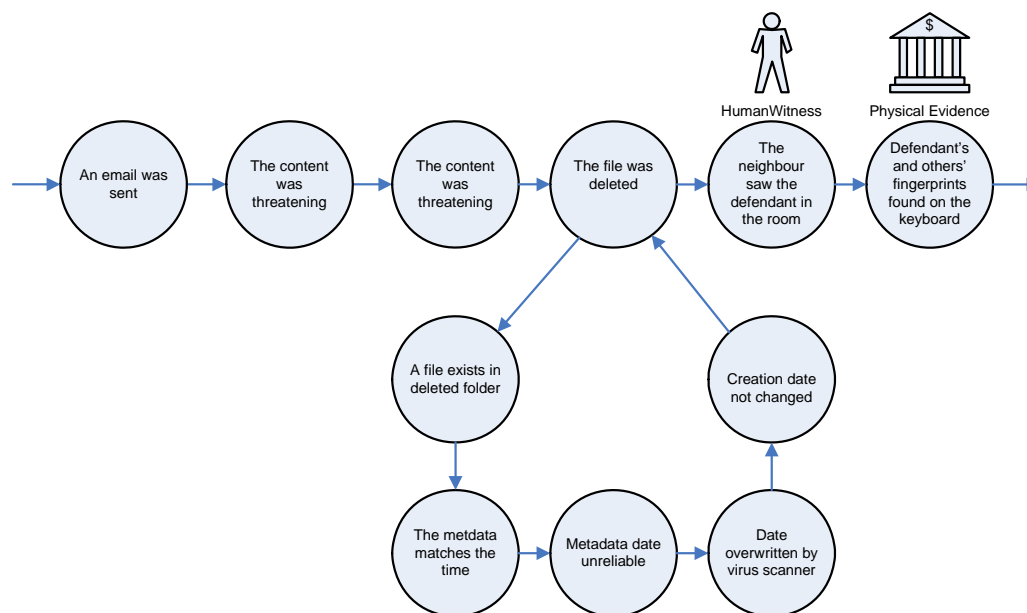 $
HumanWitness
Physical Evidence
An email was
sent
The content
was
threatening
The content
was
threatening
The file was
deleted
The
neighbour
saw the
defendant in
the room
Defendant's
and others'
fingerprints
found on the
keyboard
A file exists in
deleted folder
Creation date
not changed
The metdata
matches the
time
Metadada date
unreliable
Date
overwritten by
virus scanner